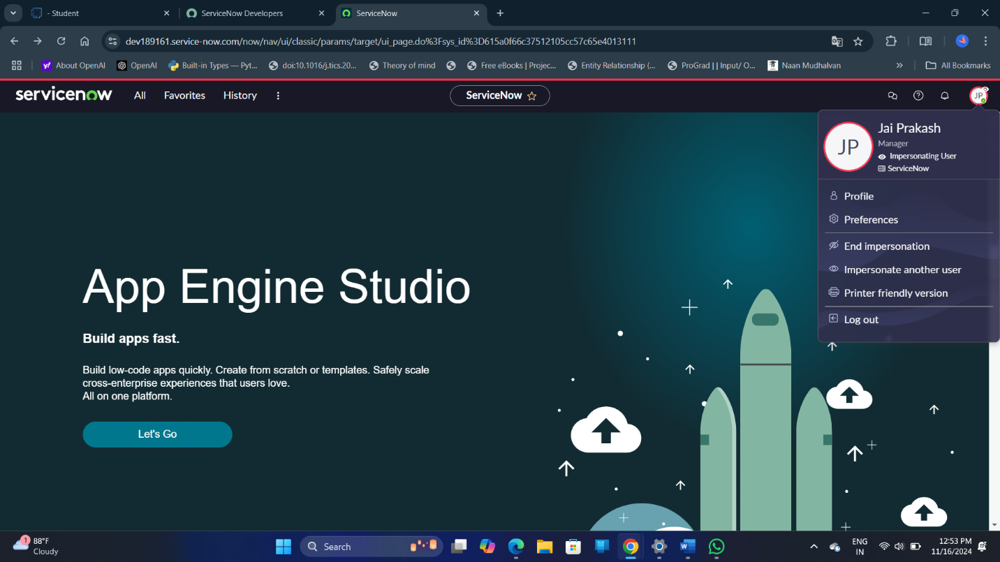 - Student
ServiceNow Developers
ServiceNow
dev189161.service-now.com/now/nav/ui/classic/params/target/ui_page.do%3Fsys_id%3D615a0f66c37512105cc57c65e4013111
About OpenAI
OpenAI
Built-in Types — Pyt...
doi:10.1016/j.tics.20...
Theory of mind
Free eBooks | Projec...
Entity Relationship (...
ProGrad | | Input/ O...
Naan Mudhalvan
All Bookmarks
servicenow
All
Favorites
History
ServiceNow
JP
JP
Jai Prakash
Manager
Impersonating User
ServiceNow
Profile
Preferences
End impersonation
Impersonate another user
Printer friendly version
Log out
App Engine Studio
Build apps fast.
Build low-code apps quickly. Create from scratch or templates. Safely scale
cross-enterprise experiences that users love.
All on one platform.
Let's Go
1
88°F
Cloudy
Search
ENG
IN
12:53 PM
11/16/2024